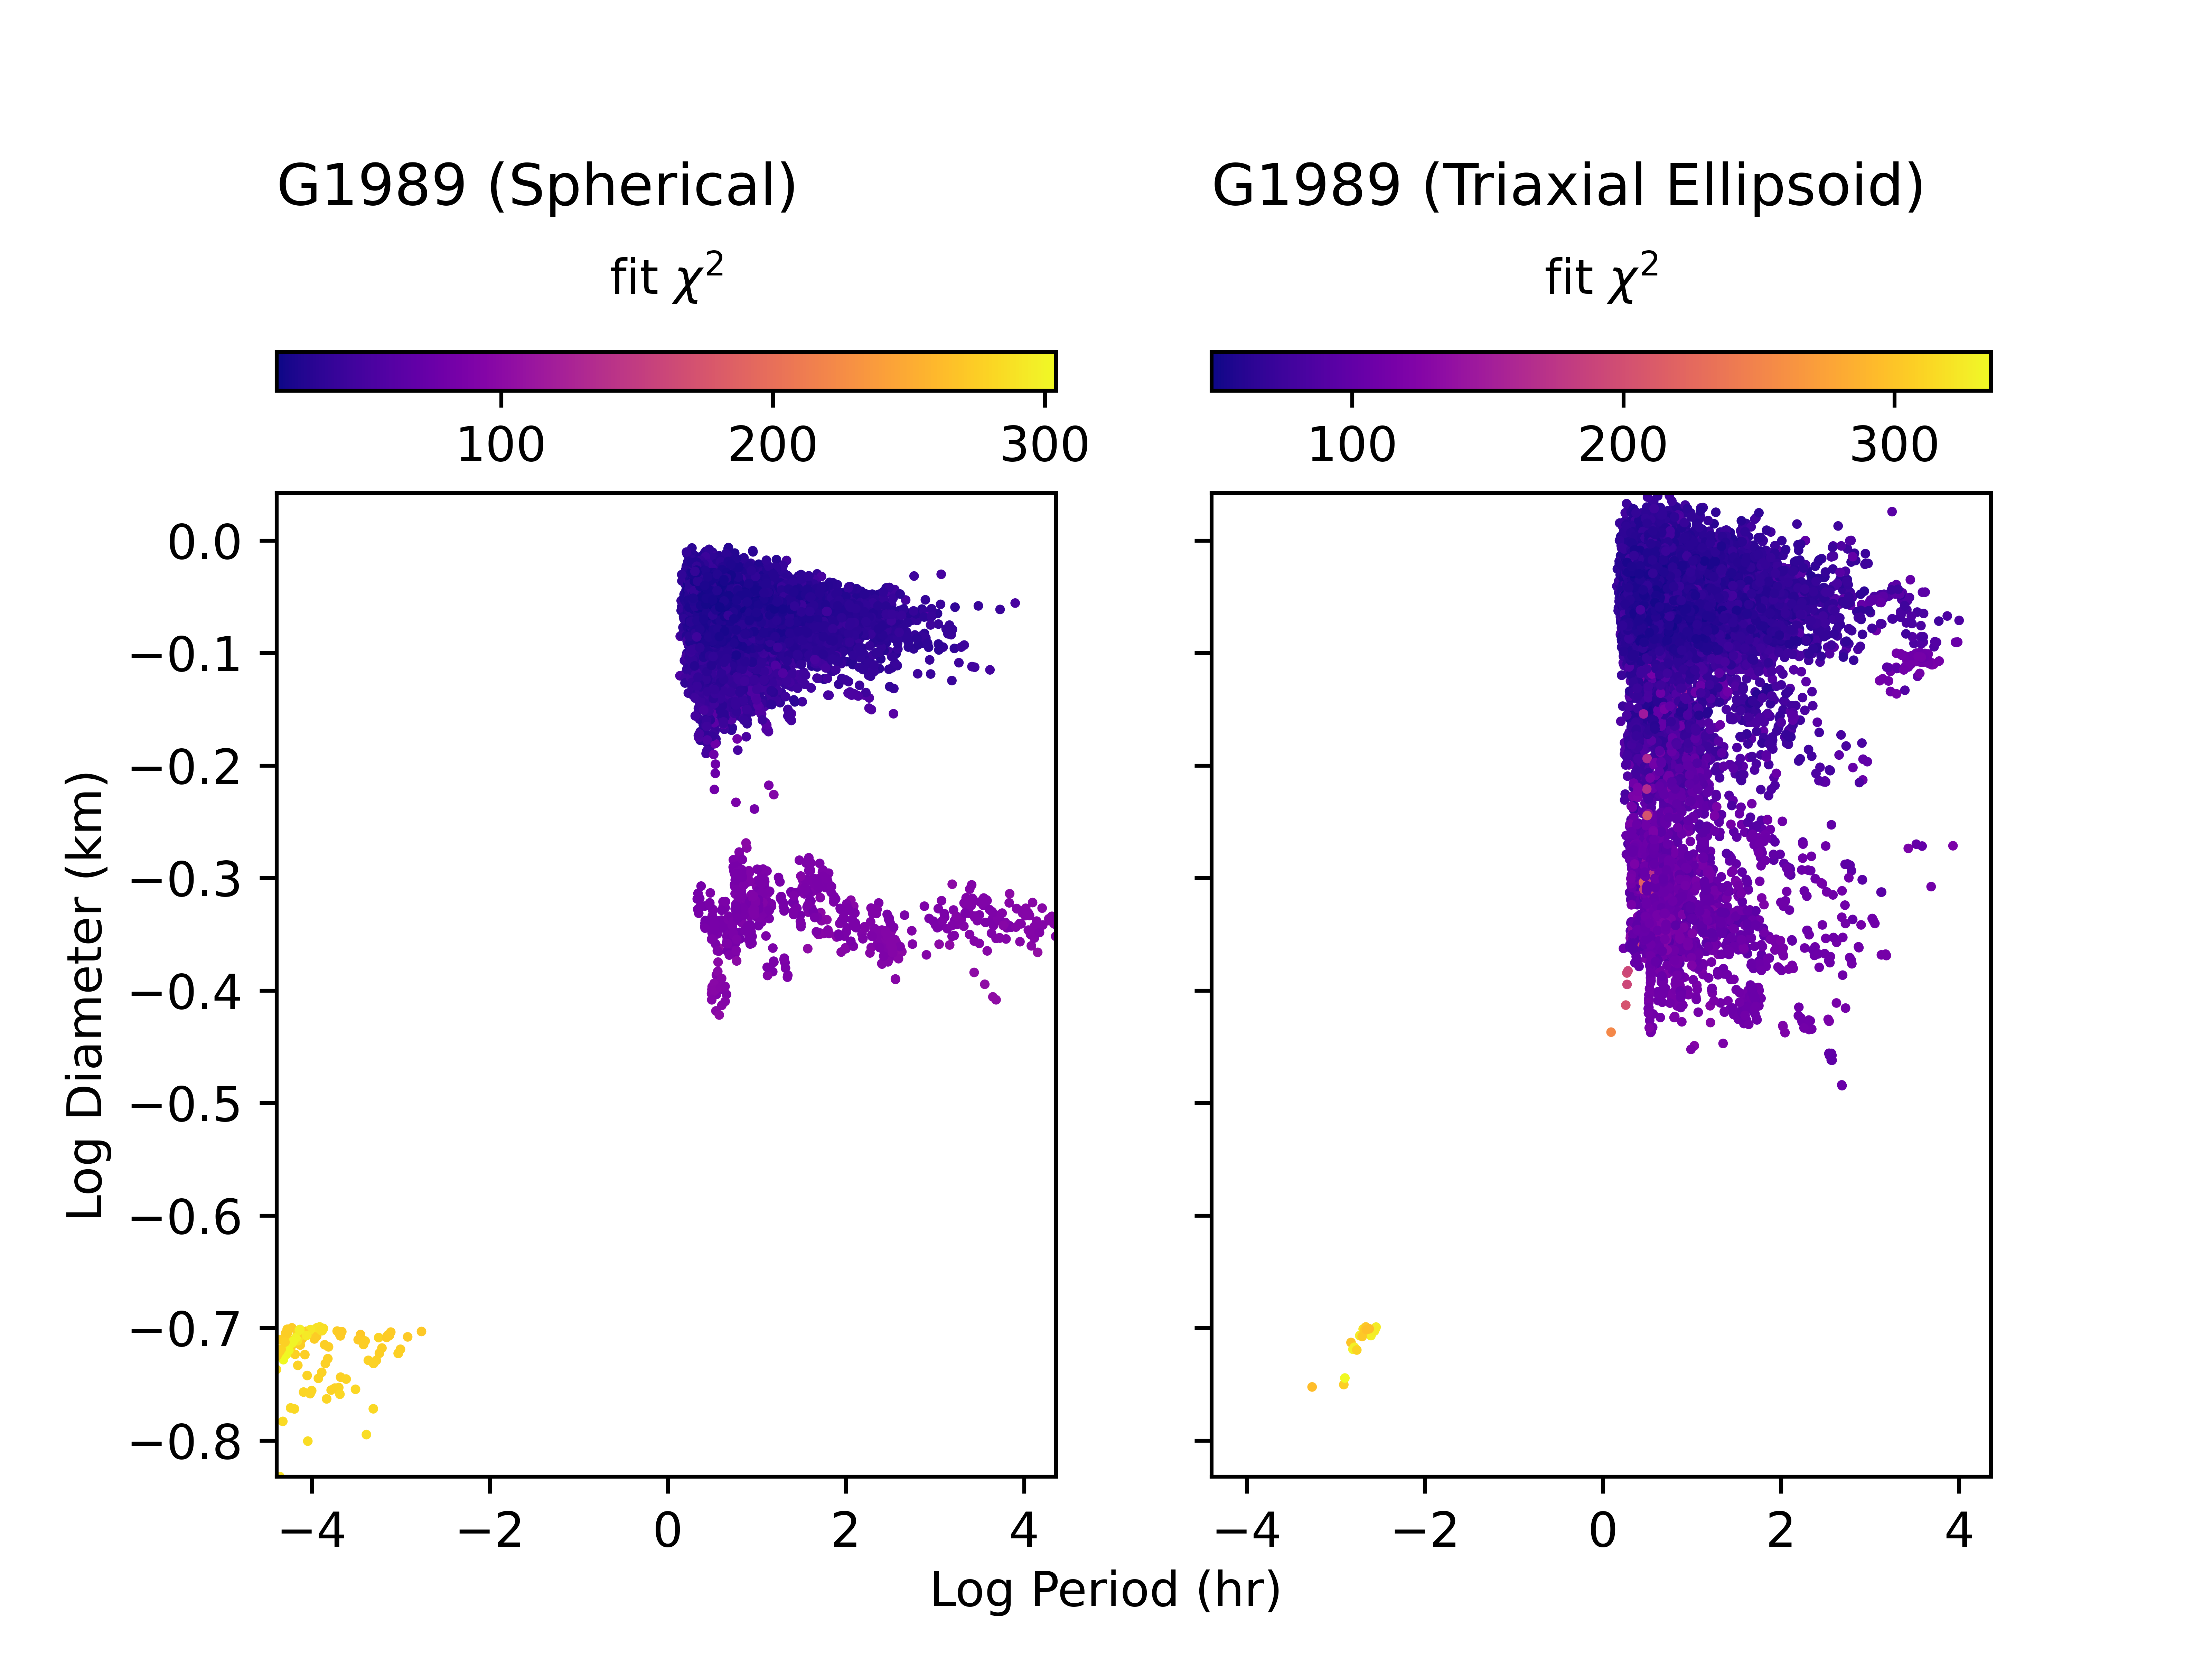 G1989 (Spherical)
G1989 (Triaxial Ellipsoid)
fit χ²
fit χ²
100 200 300
100 200 300
Log Diameter (km)
0.0
−0.1
−0.2
−0.3
−0.4
−0.5
−0.6
−0.7
−0.8
−4 −2 0 2 4
−4 −2 0 2 4
Log Period (hr)